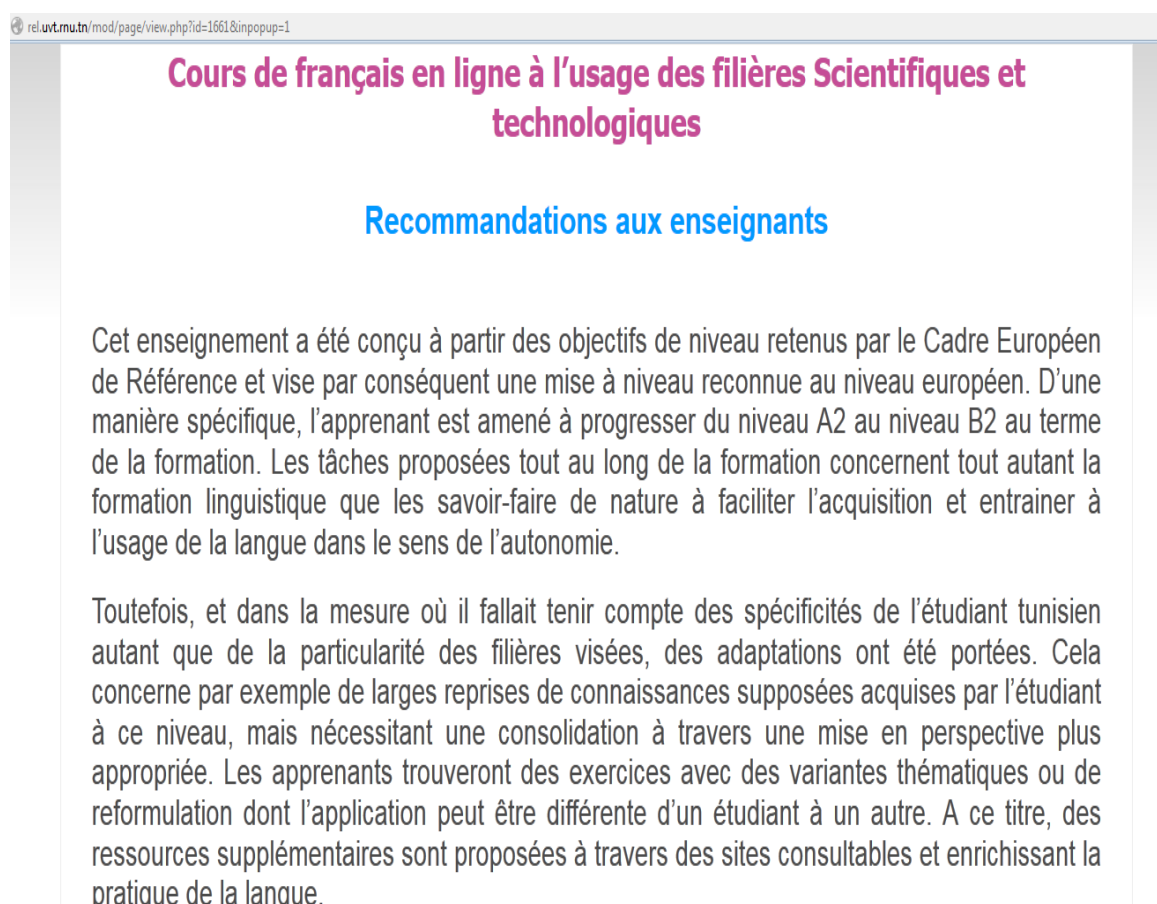 rel.uvt.rnu.tn/mod/page/view.php?id=1661&inpopup=1
Cours de français en ligne à l’usage des filières Scientifiques et
technologiques
Recommandations aux enseignants
Cet enseignement a été conçu à partir des objectifs de niveau retenus par le Cadre Européen
de Référence et vise par conséquent une mise à niveau reconnue au niveau européen. D’une
manière spécifique, l’apprenant est amené à progresser du niveau A2 au niveau B2 au terme
de la formation. Les tâches proposées tout au long de la formation concernent tout autant la
formation linguistique que les savoir-faire de nature à faciliter l’acquisition et entrainer à
l’usage de la langue dans le sens de l’autonomie.
Toutefois, et dans la mesure où il fallait tenir compte des spécificités de l’étudiant tunisien
autant que de la particularité des filières visées, des adaptations ont été portées. Cela
concerne par exemple de larges reprises de connaissances supposées acquises par l’étudiant
à ce niveau, mais nécessitant une consolidation à travers une mise en perspective plus
appropriée. Les apprenants trouveront des exercices avec des variantes thématiques ou de
reformulation dont l’application peut être différente d’un étudiant à un autre. A ce titre, des
ressources supplémentaires sont proposées à travers des sites consultables et enrichissant la
pratique de la langue.